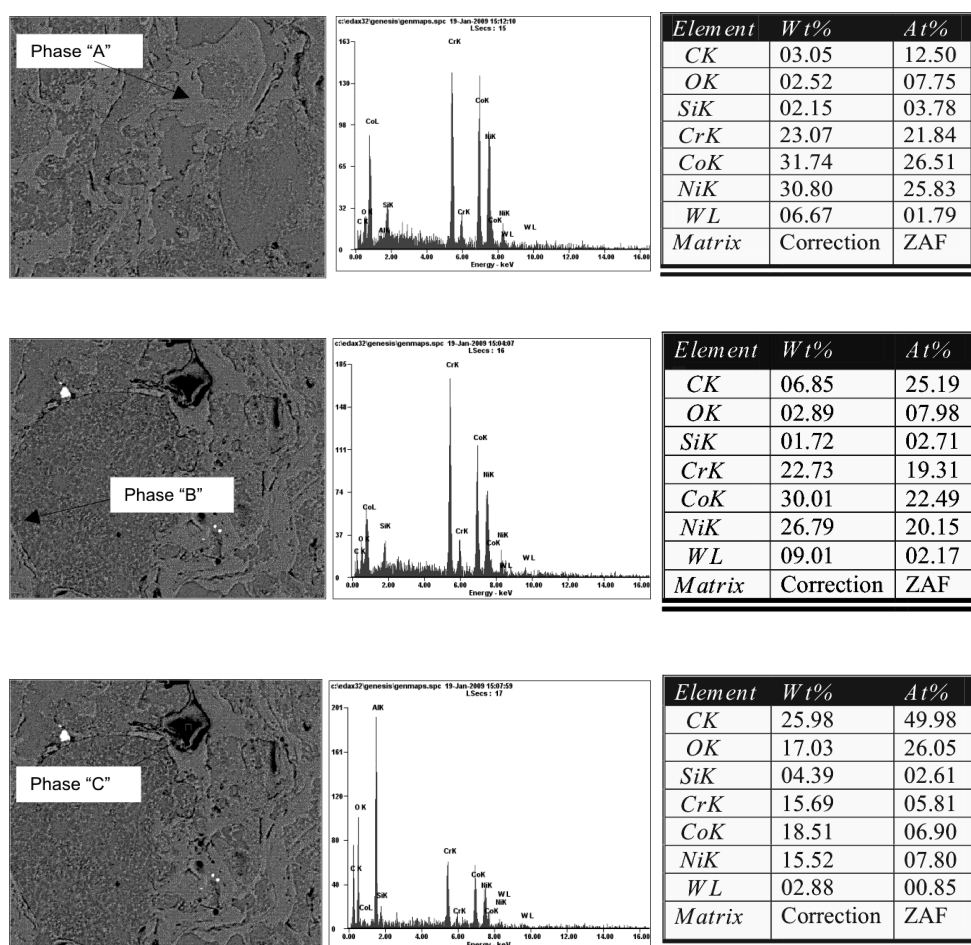 Phase “A”
c:\edax32\genesis\genmaps.spc 19-Jan-2009 15:12:10
LSecs : 15
163
CrK
139
CoK
98
CoL
NiK
65
SiK
32
O K
CrK
NiK
CoK
C K
W L
W L
0
0.00 2.00 4.00 6.00 8.00 10.00 12.00 14.00 16.00
Energy - keV
Element Wt% At%
CK 03.05 12.50
OK 02.52 07.75
SiK 02.15 03.78
CrK 23.07 21.84
CoK 31.74 26.51
NiK 30.80 25.83
WL 06.67 01.79
Matrix Correction ZAF
Phase “B”
c:\edax32\genesis\genmaps.spc 19-Jan-2009 15:04:07
LSecs : 16
185
CrK
148
CoK
111
NiK
74
CoL
SiK
37
O K
CrK
NiK
CoK
C K
W L
W L
0
0.00 2.00 4.00 6.00 8.00 10.00 12.00 14.00 16.00
Energy - keV
Element Wt% At%
CK 06.85 25.19
OK 02.89 07.98
SiK 01.72 02.71
CrK 22.73 19.31
CoK 30.01 22.49
NiK 26.79 20.15
WL 09.01 02.17
Matrix Correction ZAF
Phase “C”
c:\edax32\genesis\genmaps.spc 19-Jan-2009 15:07:59
LSecs : 17
201
AlK
161
120
O K
80
CrK
C K
CoK
40
NiK
SiK
W L
NiK
CoL
CrK
CoK
W L
0
0.00 2.00 4.00 6.00 8.00 10.00 12.00 14.00 16.00
Energy - keV
Element Wt% At%
CK 25.98 49.98
OK 17.03 26.05
SiK 04.39 02.61
CrK 15.69 05.81
CoK 18.51 06.90
NiK 15.52 07.80
WL 02.88 00.85
Matrix Correction ZAF